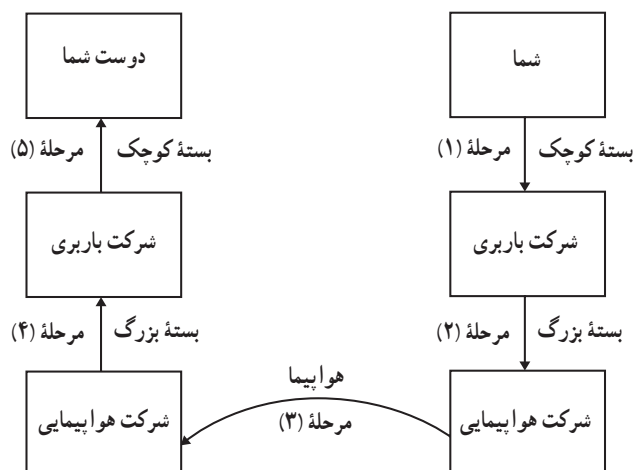 شما
دوست شما
بستهٔ کوچک
مرحلهٔ (۱)
بستهٔ کوچک
مرحلهٔ (۵)
شرکت باربری
شرکت باربری
بستهٔ بزرگ
مرحلهٔ (۲)
بستهٔ بزرگ
مرحلهٔ (۴)
هواپیما
مرحلهٔ (۳)
شرکت هواپیمایی
شرکت هواپیمایی